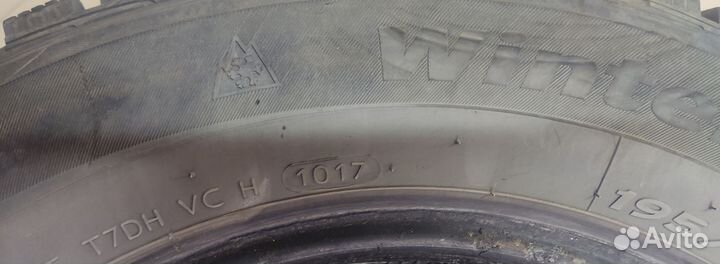 Winte
T7DH VC H 1017
195
Avito